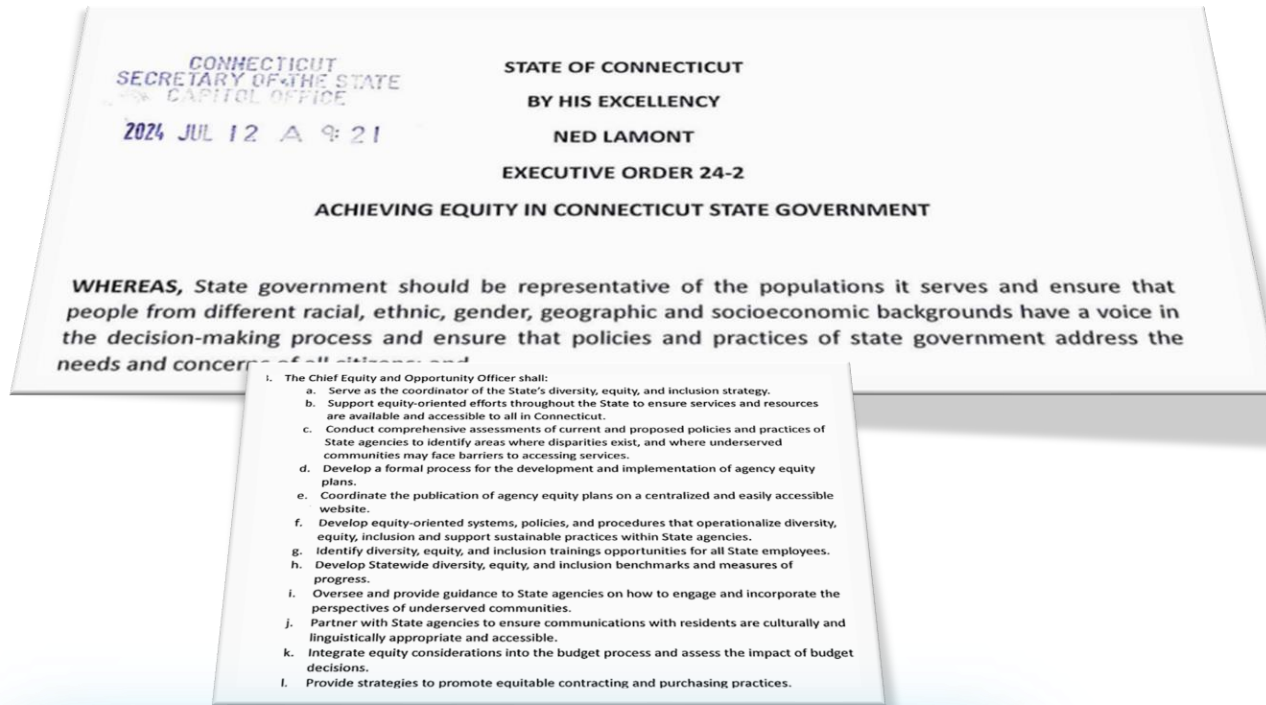 CONNECTICUT
SECRETARY OF THE STATE
CAPITOL OFFICE
2024 JUL 12 A 9:21
STATE OF CONNECTICUT
BY HIS EXCELLENCY
NED LAMONT
EXECUTIVE ORDER 24-2
ACHIEVING EQUITY IN CONNECTICUT STATE GOVERNMENT
WHEREAS, State government should be representative of the populations it serves and ensure that
people from different racial, ethnic, gender, geographic and socioeconomic backgrounds have a voice in
the decision-making process and ensure that policies and practices of state government address the
needs and concerns of all citizens; and
i. The Chief Equity and Opportunity Officer shall:
a. Serve as the coordinator of the State's diversity, equity, and inclusion strategy.
b. Support equity-oriented efforts throughout the State to ensure services and resources
are available and accessible to all in Connecticut.
c. Conduct comprehensive assessments of current and proposed policies and practices of
State agencies to identify areas where disparities exist, and where underserved
communities may face barriers to accessing services.
d. Develop a formal process for the development and implementation of agency equity
plans.
e. Coordinate the publication of agency equity plans on a centralized and easily accessible
website.
f. Develop equity-oriented systems, policies, and procedures that operationalize diversity,
equity, inclusion and support sustainable practices within State agencies.
g. Identify diversity, equity, and inclusion trainings opportunities for all State employees.
h. Develop Statewide diversity, equity, and inclusion benchmarks and measures of
progress.
i. Oversee and provide guidance to State agencies on how to engage and incorporate the
perspectives of underserved communities.
j. Partner with State agencies to ensure communications with residents are culturally and
linguistically appropriate and accessible.
k. Integrate equity considerations into the budget process and assess the impact of budget
decisions.
l. Provide strategies to promote equitable contracting and purchasing practices.